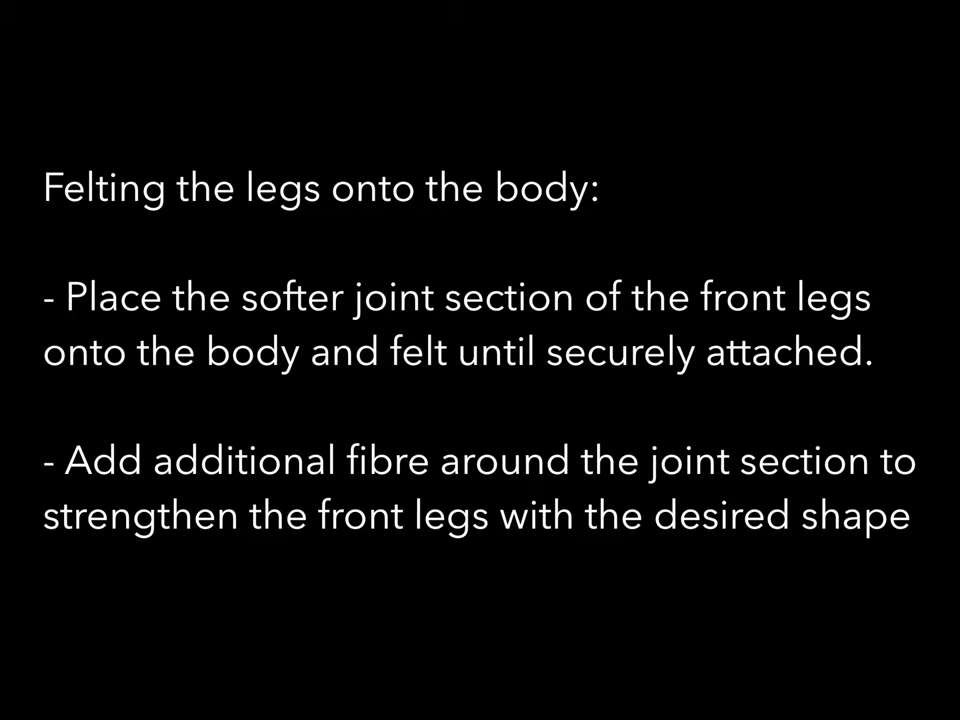 Felting the legs onto the body:
- Place the softer joint section of the front legs
onto the body and felt until securely attached.
- Add additional fibre around the joint section to
strengthen the front legs with the desired shape